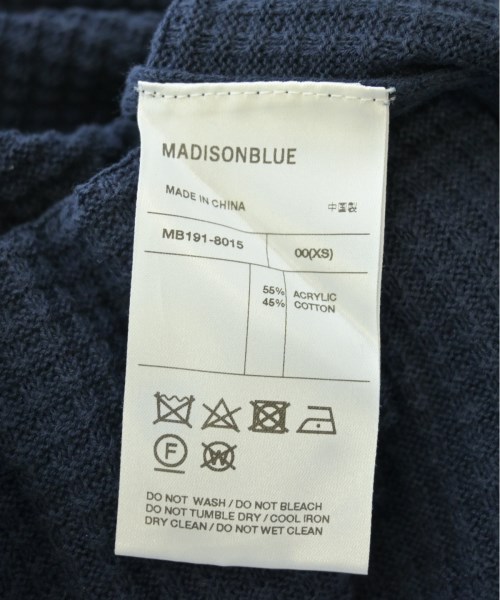 MADISONBLUE
MADE IN CHINA 中国製
MB191-8015 00(XS)
55% ACRYLIC
45% COTTON
F W
DO NOT WASH / DO NOT BLEACH
DO NOT TUMBLE DRY / COOL IRON
DRY CLEAN / DO NOT WET CLEAN